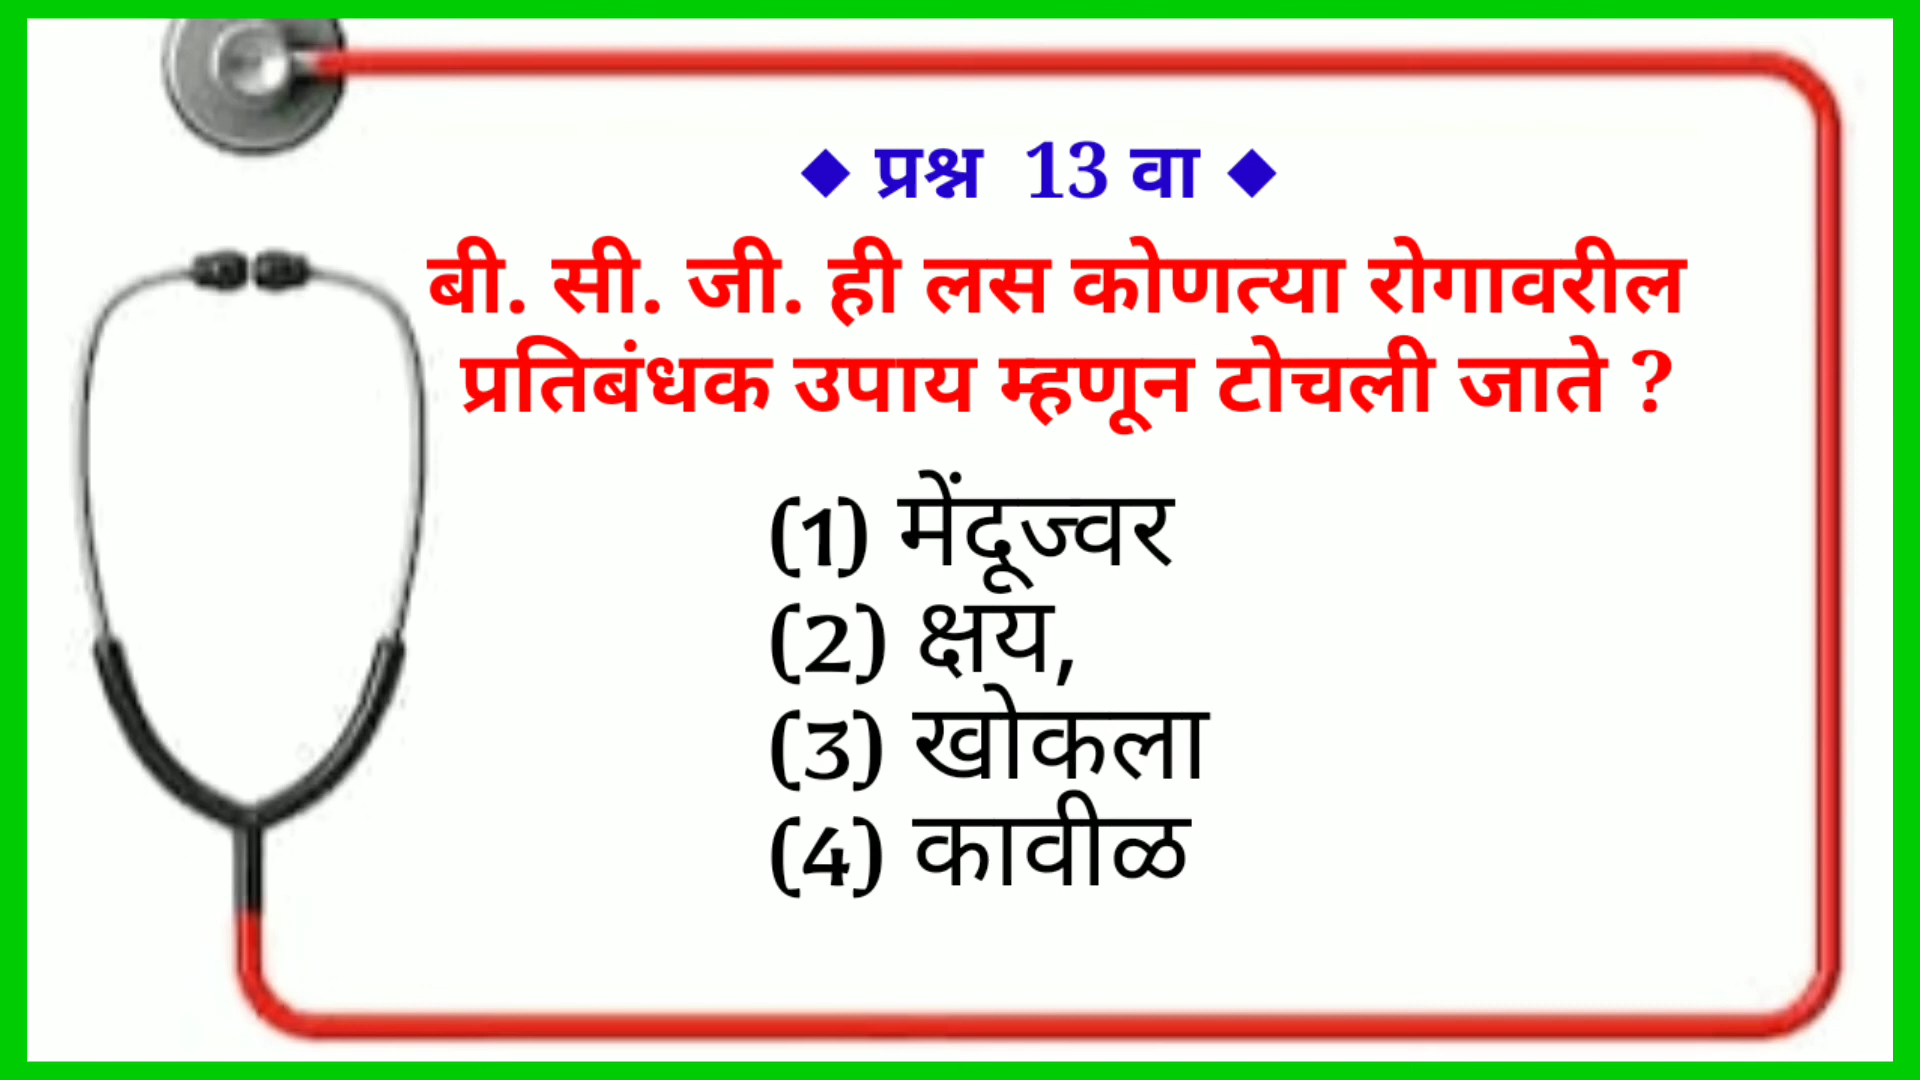 ◆ प्रश्न 13 वा ◆
बी. सी. जी. ही लस कोणत्या रोगावरील
प्रतिबंधक उपाय म्हणून टोचली जाते ?
(1) मेंदूज्वर
(2) क्षय,
(3) खोकला
(4) कावीळ